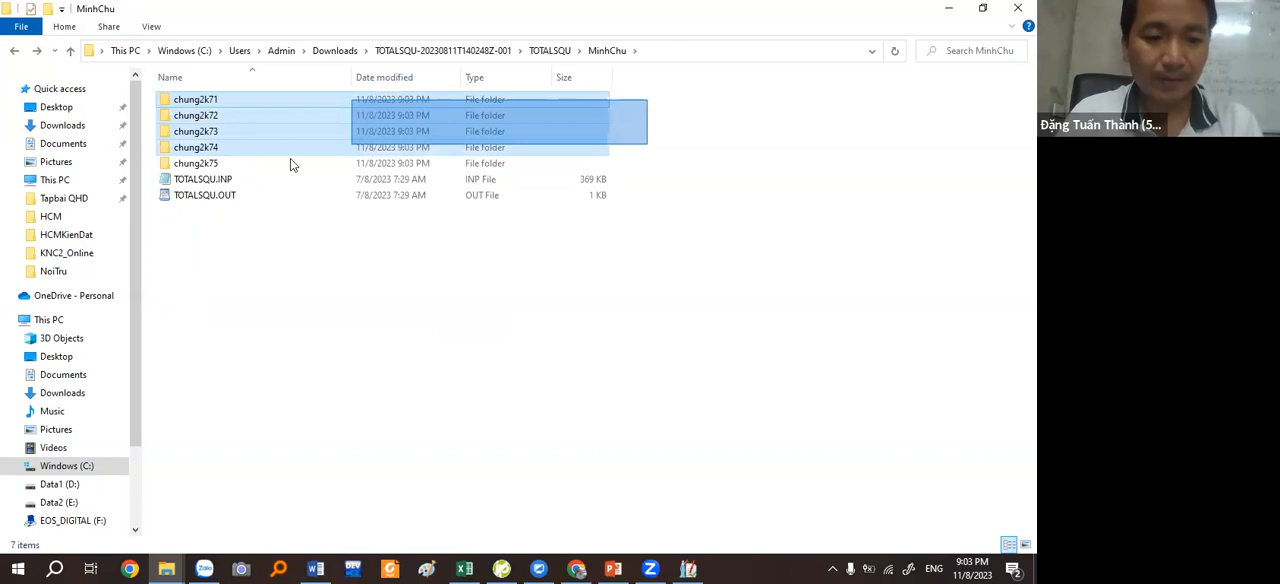 MinhChu
File Home Share View
This PC Windows (C:) Users Admin Downloads TOTALSQU-20230811T140248Z-001 TOTALSQU MinhChu
Search MinhChu
Name Date modified Type Size
Quick access
Desktop
Downloads
Documents
Pictures
This PC
Tapbai QHD
HCM
HCMKienDat
KNC2_Online
NoiTru
OneDrive - Personal
This PC
3D Objects
Desktop
Documents
Downloads
Music
Pictures
Videos
Windows (C:)
Data1 (D:)
Data2 (E:)
EOS_DIGITAL (F:)
chung2k71 11/8/2023 9:03 PM File folder
chung2k72 11/8/2023 9:03 PM File folder
chung2k73 11/8/2023 9:03 PM File folder
chung2k74 11/8/2023 9:03 PM File folder
chung2k75 11/8/2023 9:03 PM File folder
TOTALSQU.INP 7/8/2023 7:29 AM INP File 369 KB
TOTALSQU.OUT 7/8/2023 7:29 AM OUT File 1 KB
7 items
Đặng Tuấn Thành (5...
Zalo
DEV
ENG
9:03 PM
11/8/2023
2